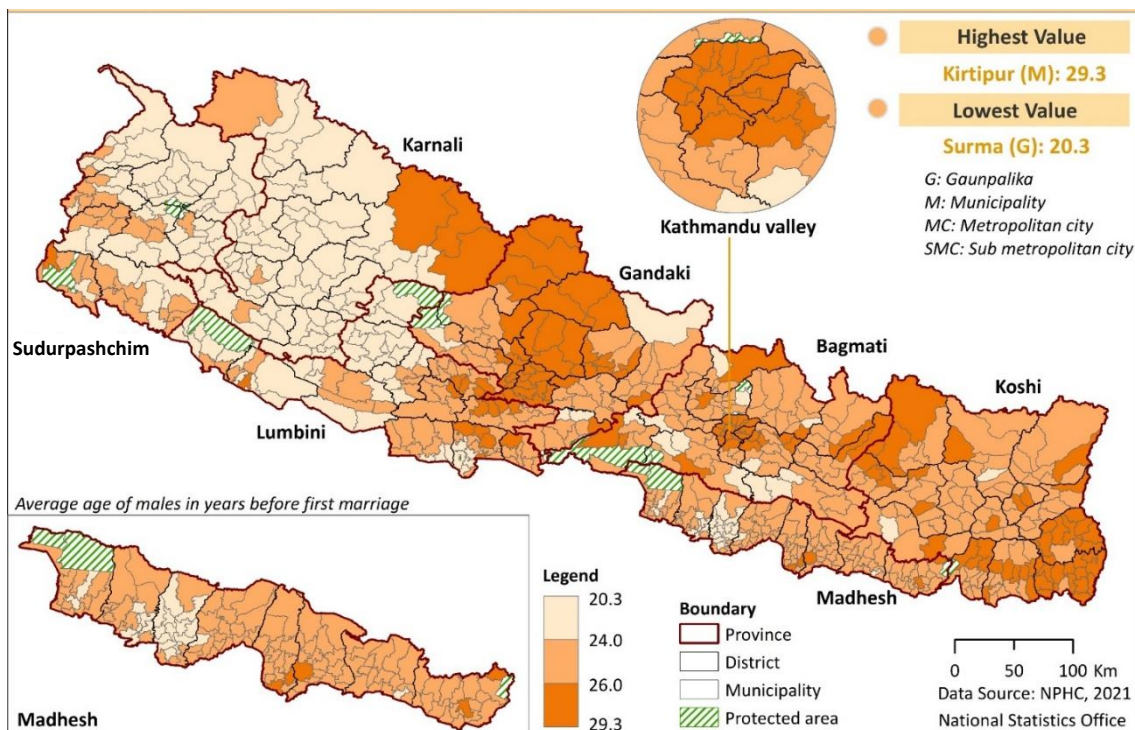 Highest Value
Kirtipur (M): 29.3
Lowest Value
Surma (G): 20.3
G: Gaunpalika
M: Municipality
MC: Metropolitan city
SMC: Sub metropolitan city
Karnali
Kathmandu valley
Gandaki
Sudurpashchim
Bagmati
Koshi
Lumbini
Madhesh
Average age of males in years before first marriage
Madhesh
Legend
20.3
24.0
26.0
29.3
Boundary
Province
District
Municipality
Protected area
0 50 100 Km
Data Source: NPHC, 2021
National Statistics Office